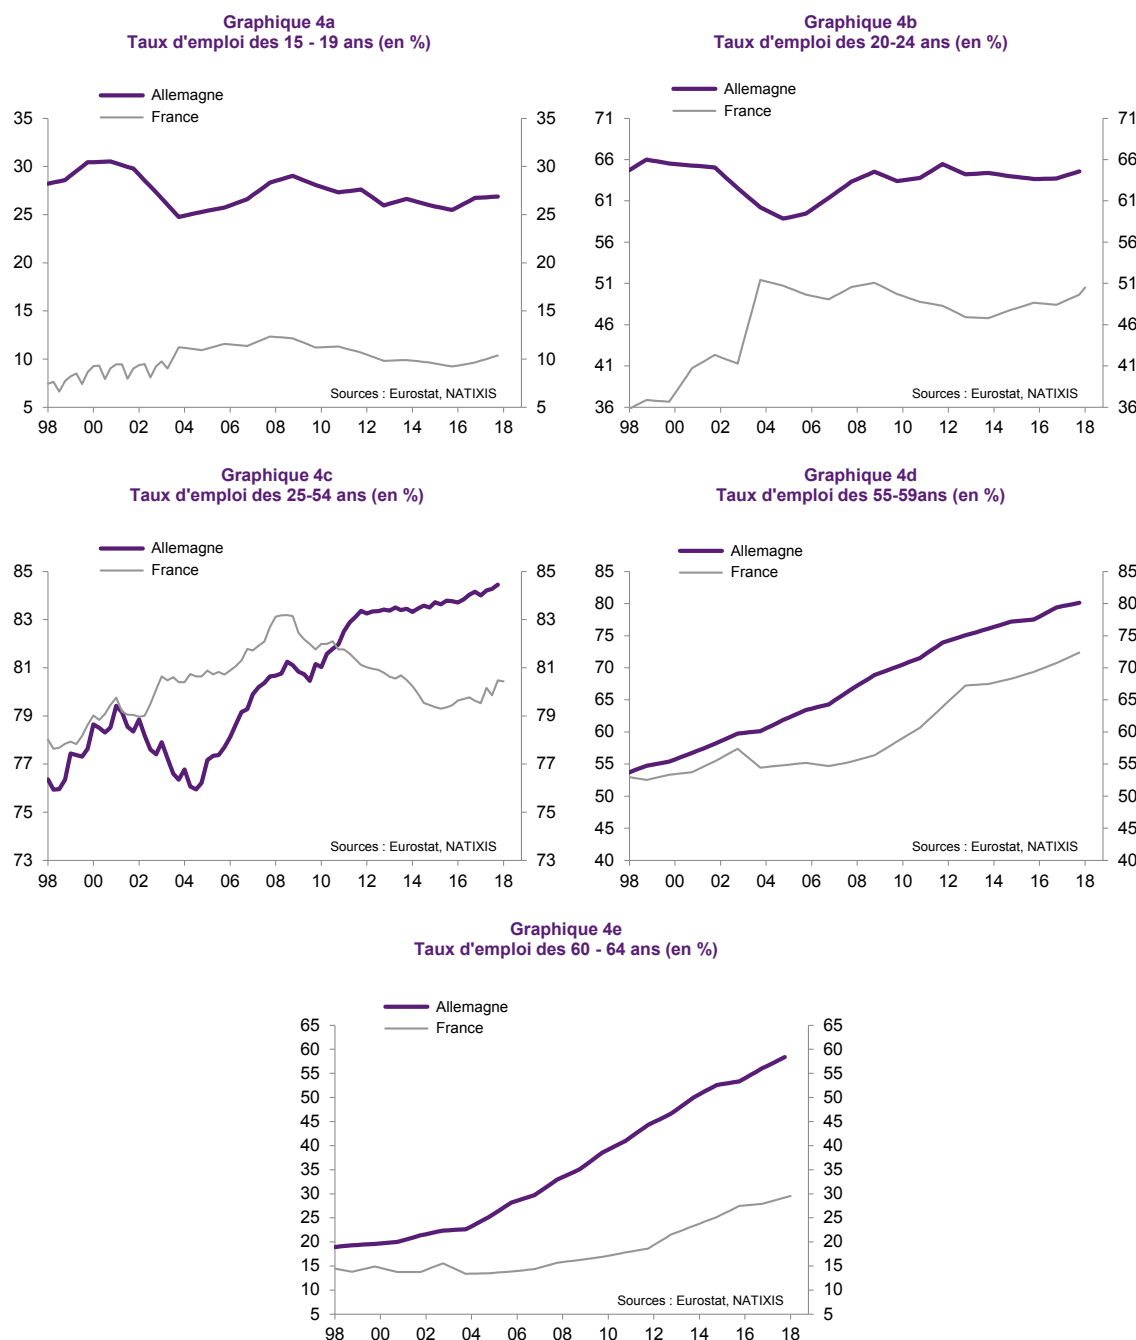 Graphique 4a
Taux d'emploi des 15 - 19 ans (en %)
Allemagne
France
35 35
30 30
25 25
20 20
15 15
10 10
5 5
Sources : Eurostat, NATIXIS
98 00 02 04 06 08 10 12 14 16 18
Graphique 4b
Taux d'emploi des 20-24 ans (en %)
Allemagne
France
71 71
66 66
61 61
56 56
51 51
46 46
41 41
36 36
Sources : Eurostat, NATIXIS
98 00 02 04 06 08 10 12 14 16 18
Graphique 4c
Taux d'emploi des 25-54 ans (en %)
Allemagne
France
85 85
83 83
81 81
79 79
77 77
75 75
73 73
Sources : Eurostat, NATIXIS
98 00 02 04 06 08 10 12 14 16 18
Graphique 4d
Taux d'emploi des 55-59ans (en %)
Allemagne
France
85 85
80 80
75 75
70 70
65 65
60 60
55 55
50 50
45 45
40 40
Sources : Eurostat, NATIXIS
98 00 02 04 06 08 10 12 14 16 18
Graphique 4e
Taux d'emploi des 60 - 64 ans (en %)
Allemagne
France
65 65
60 60
55 55
50 50
45 45
40 40
35 35
30 30
25 25
20 20
15 15
10 10
5 5
Sources : Eurostat, NATIXIS
98 00 02 04 06 08 10 12 14 16 18